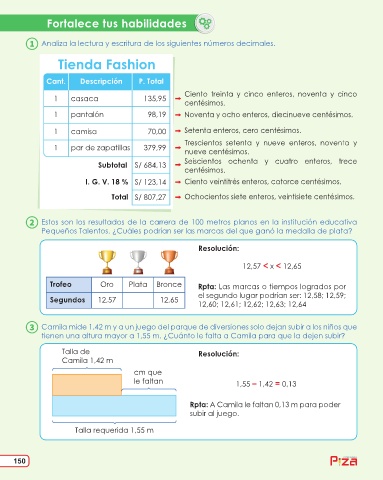 Fortalece tus habilidades
1 Analiza la lectura y escritura de los siguientes números decimales.
Tienda Fashion
Cant. Descripción P. Total
1 casaca 135,95 → Ciento treinta y cinco enteros, noventa y cinco
centésimos.
1 pantalón 98,19 → Noventa y ocho enteros, diecinueve centésimos.
1 camisa 70,00 → Setenta enteros, cero centésimos.
1 par de zapatillas 379,99 → Trescientos setenta y nueve enteros, noventa y
nueve centésimos.
Subtotal S/ 684,13 → Seiscientos ochenta y cuatro enteros, trece
centésimos.
I. G. V. 18 % S/ 123,14 → Ciento veintitrés enteros, catorce centésimos.
Total S/ 807,27 → Ochocientos siete enteros, veintisiete centésimos.
2 Estos son los resultados de la carrera de 100 metros planos en la institución educativa
Pequeños Talentos. ¿Cuáles podrían ser las marcas del que ganó la medalla de plata?
Resolución:
12,57 < x < 12,65
Trofeo Oro Plata Bronce
Segundos 12,57 12,65
Rpta: Las marcas o tiempos logrados por
el segundo lugar podrían ser: 12,58; 12,59;
12,60; 12,61; 12,62; 12,63; 12,64
3 Camila mide 1,42 m y a un juego del parque de diversiones solo dejan subir a los niños que
tienen una altura mayor a 1,55 m. ¿Cuánto le falta a Camila para que la dejen subir?
Talla de
Camila 1,42 m
cm que
le faltan
Talla requerida 1,55 m
Resolución:
1,55 – 1,42 = 0,13
Rpta: A Camila le faltan 0,13 m para poder
subir al juego.
150
Piza